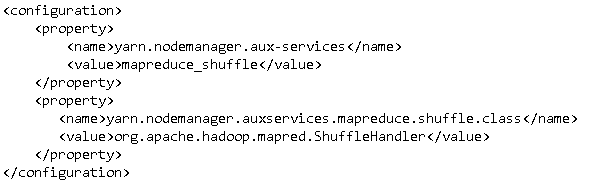 <configuration>
    <property>
        <name>yarn.nodemanager.aux-services</name>
        <value>mapreduce_shuffle</value>
    </property>
    <property>
       <name>yarn.nodemanager.auxservices.mapreduce.shuffle.class</name>
       <value>org.apache.hadoop.mapred.ShuffleHandler</value>
    </property>
</configuration>